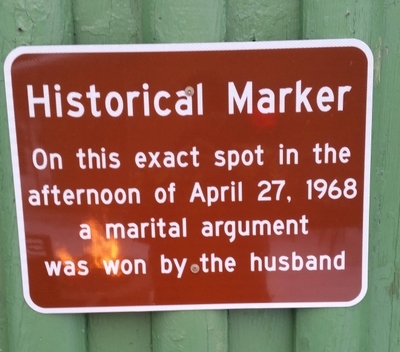 Historical Marker
On this exact spot in the
afternoon of April 27, 1968
a marital argument
was won by the husband